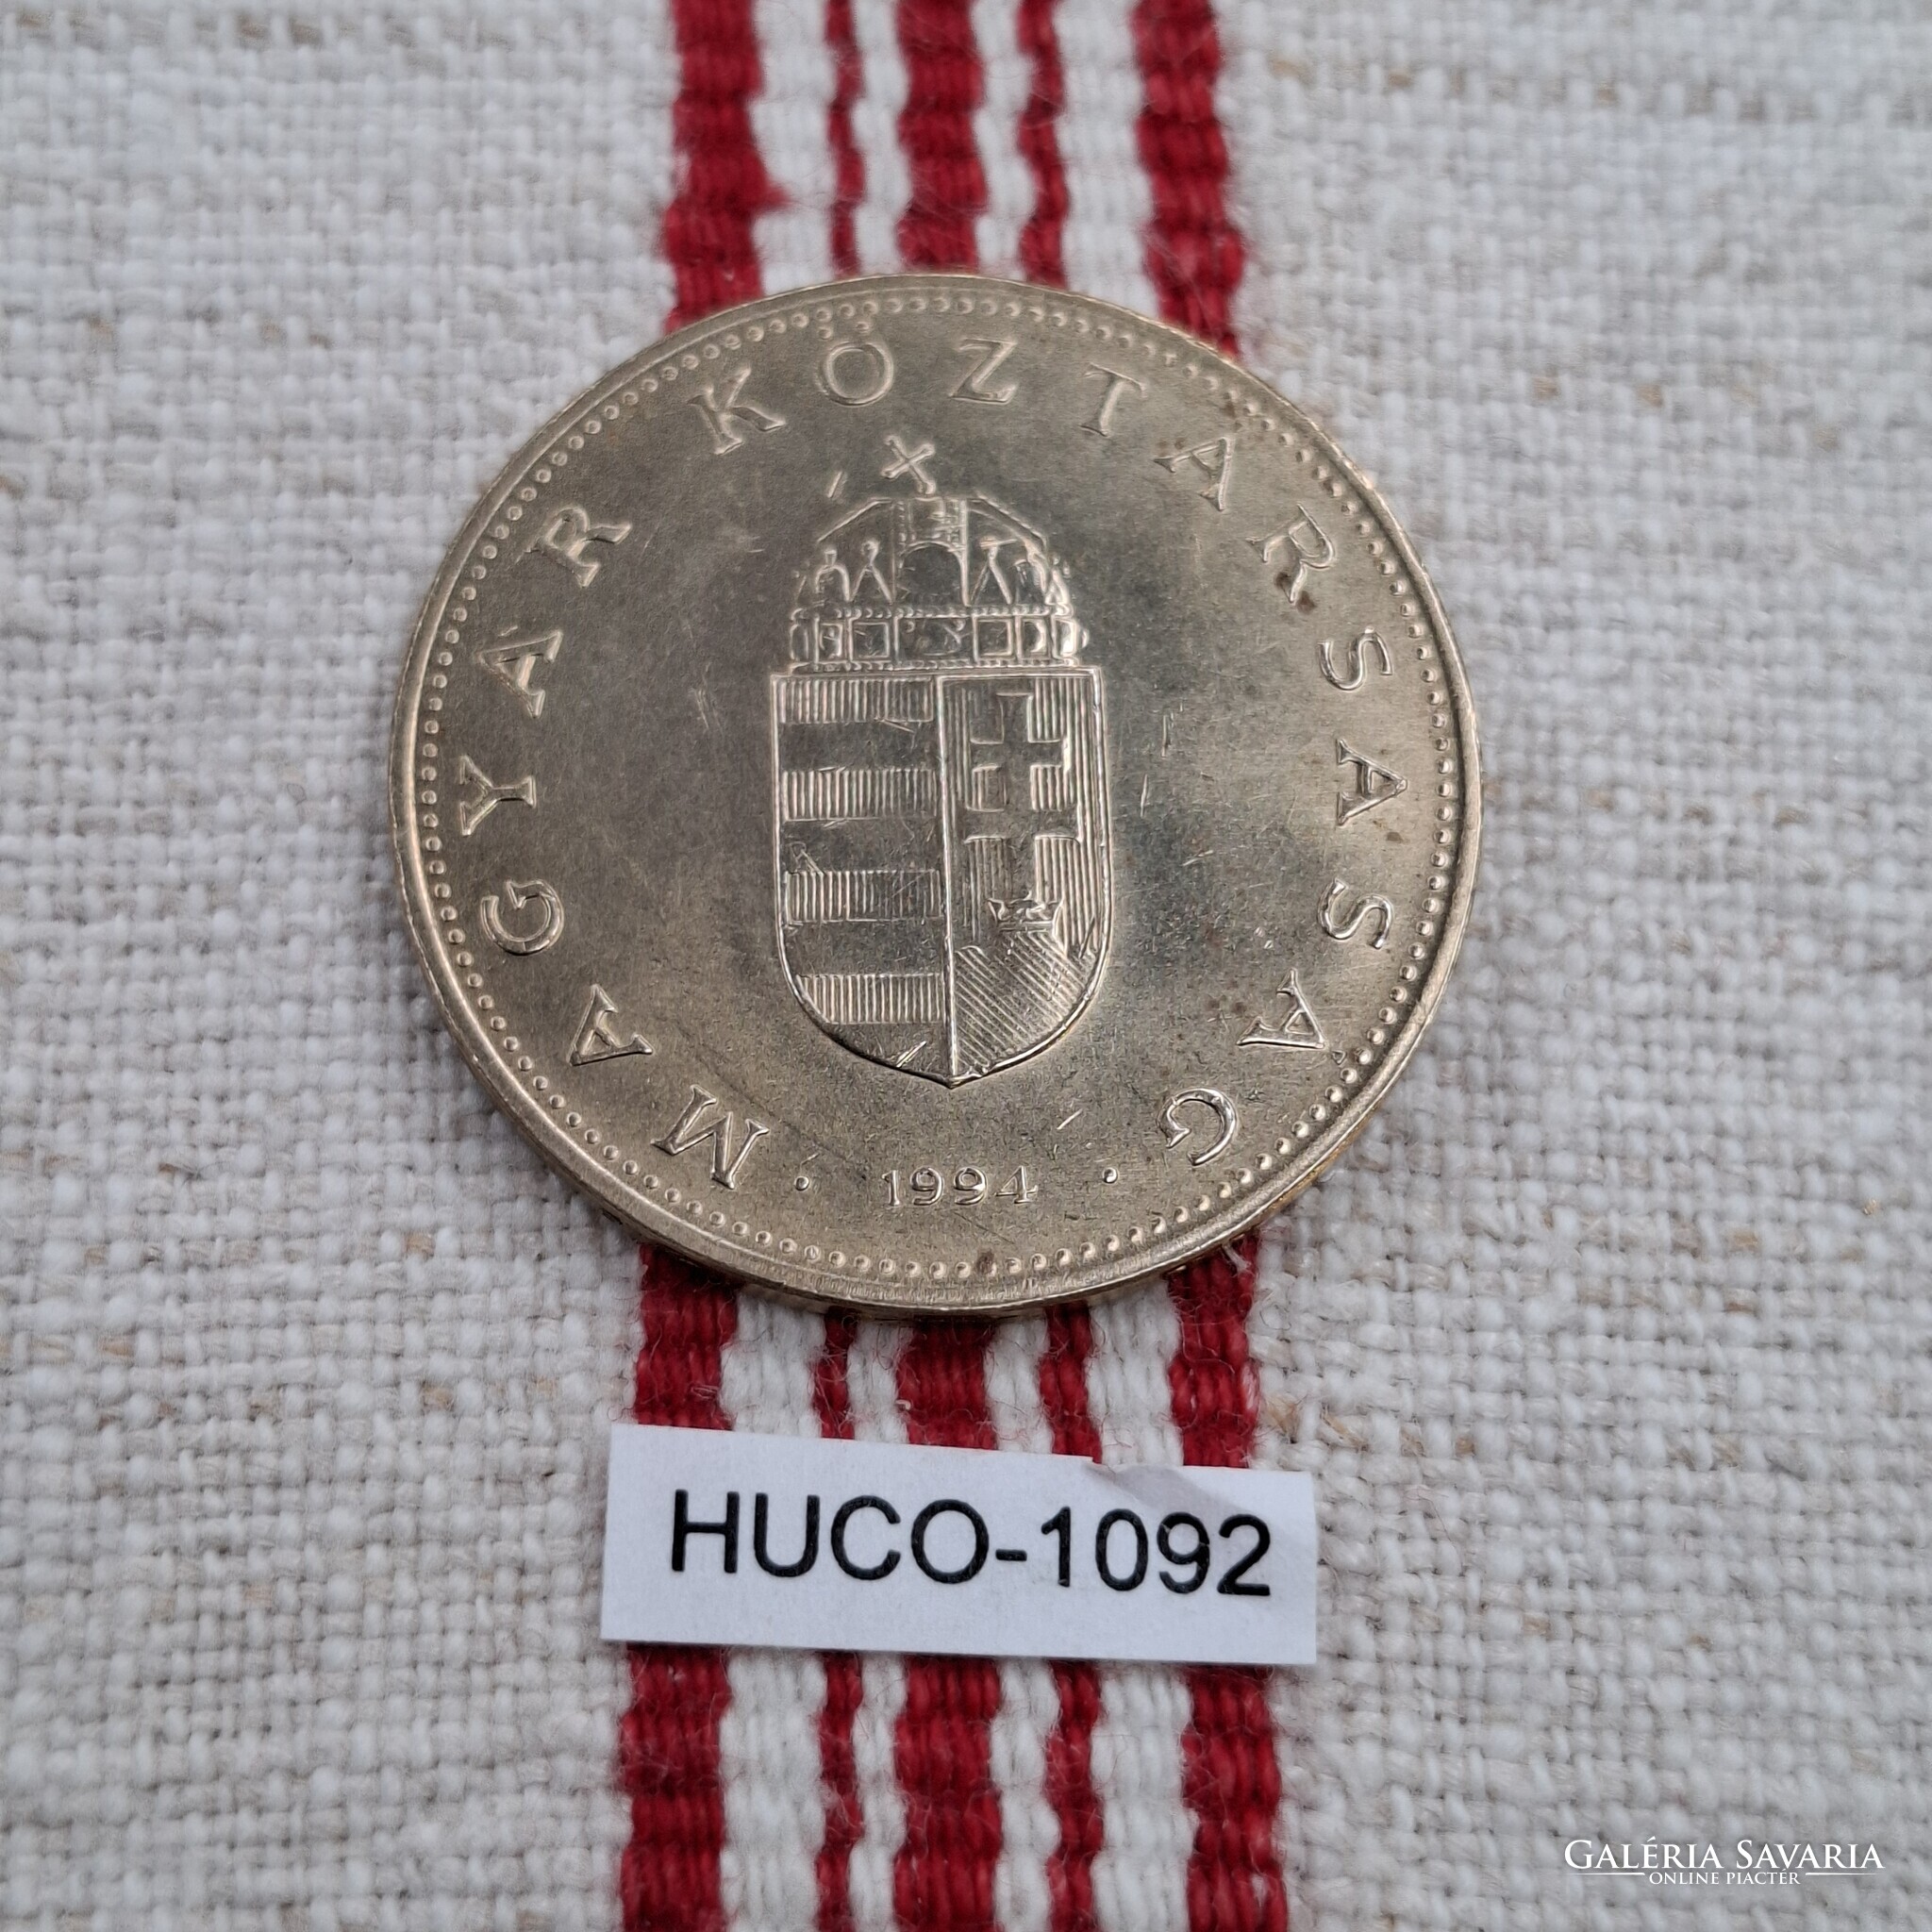 MAGYAR KÖZTÁRSASÁG
· 1994 ·
HUCO-1092
GALÉRIA SAVARIA
ONLINE PIACTÉR